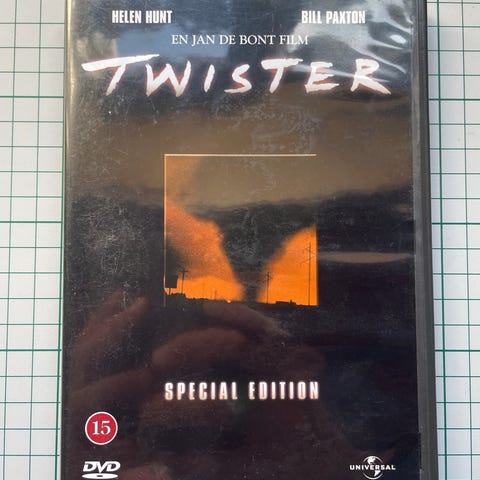 HELEN HUNT BILL PAXTON
EN JAN DE BONT FILM
TWISTER
SPECIAL EDITION
15
DVD
UNIVERSAL